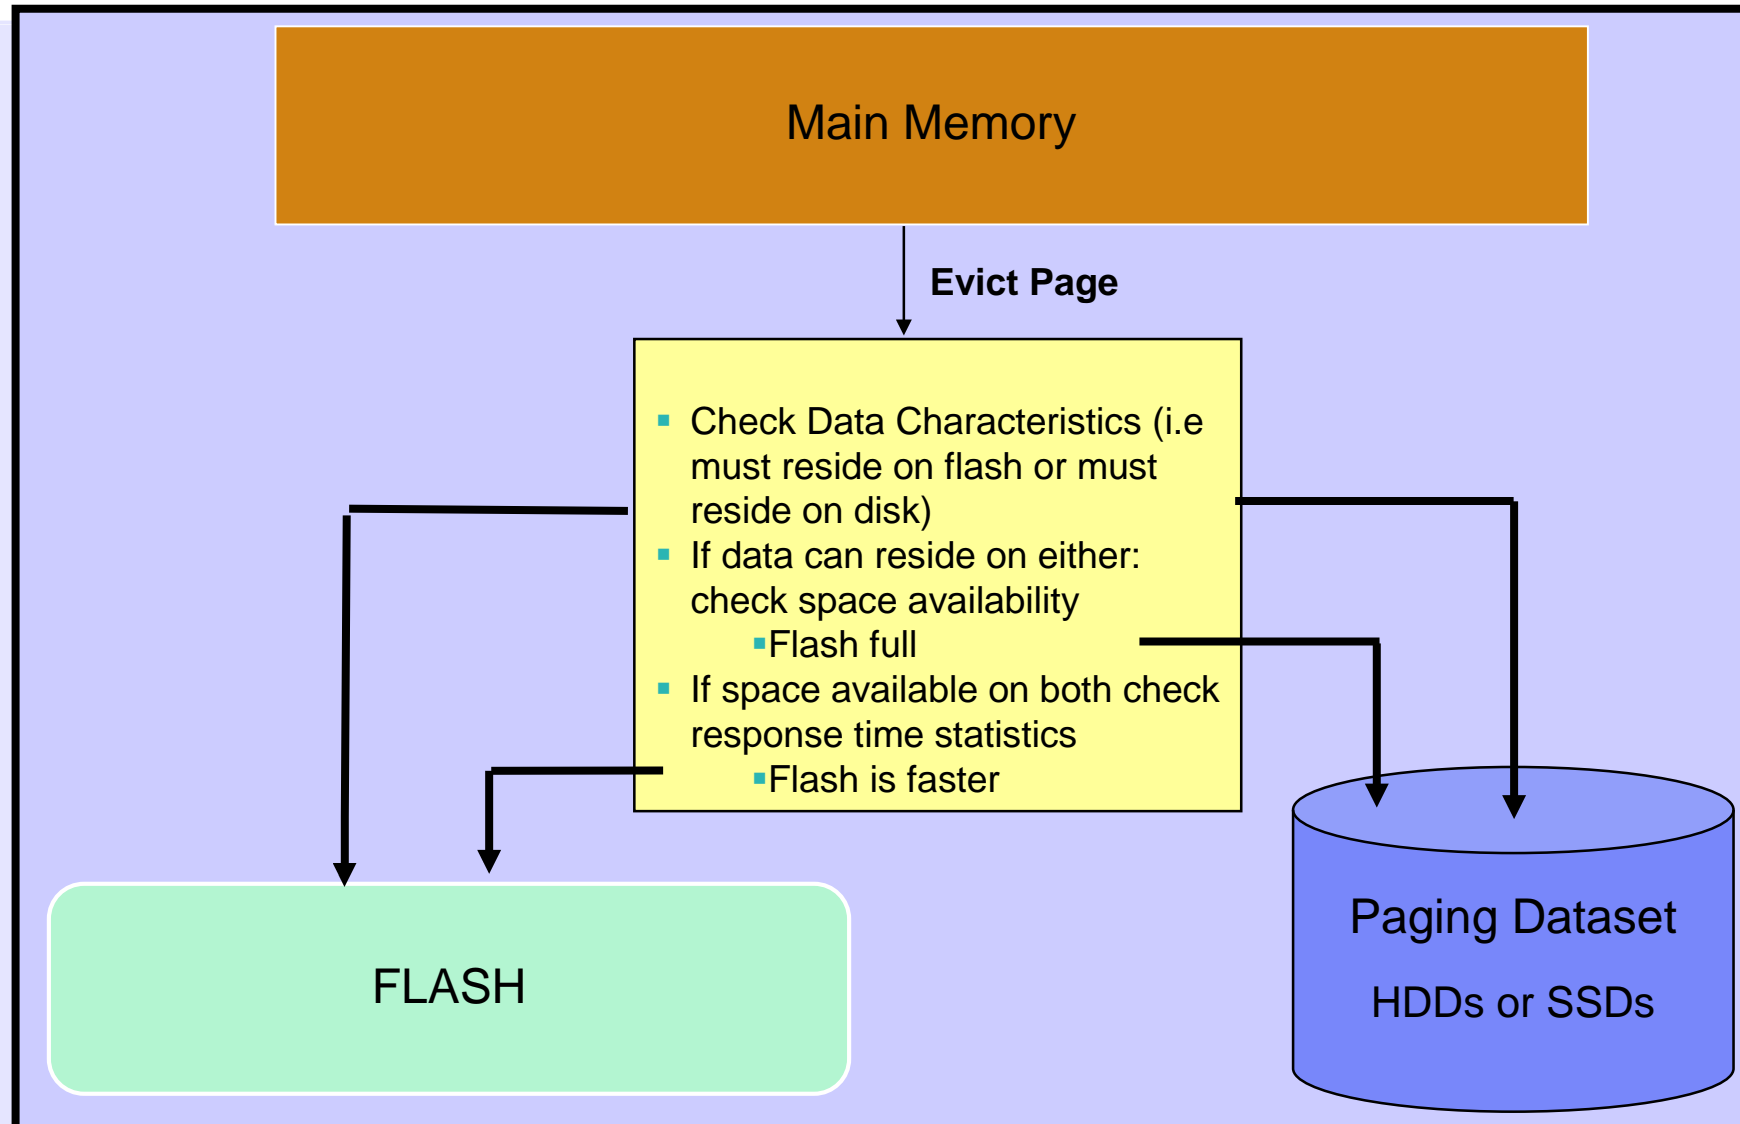 Main Memory
Evict Page
▪ Check Data Characteristics (i.e
must reside on flash or must
reside on disk)
▪ If data can reside on either:
check space availability
▪Flash full
▪ If space available on both check
response time statistics
▪Flash is faster
FLASH
Paging Dataset
HDDs or SSDs